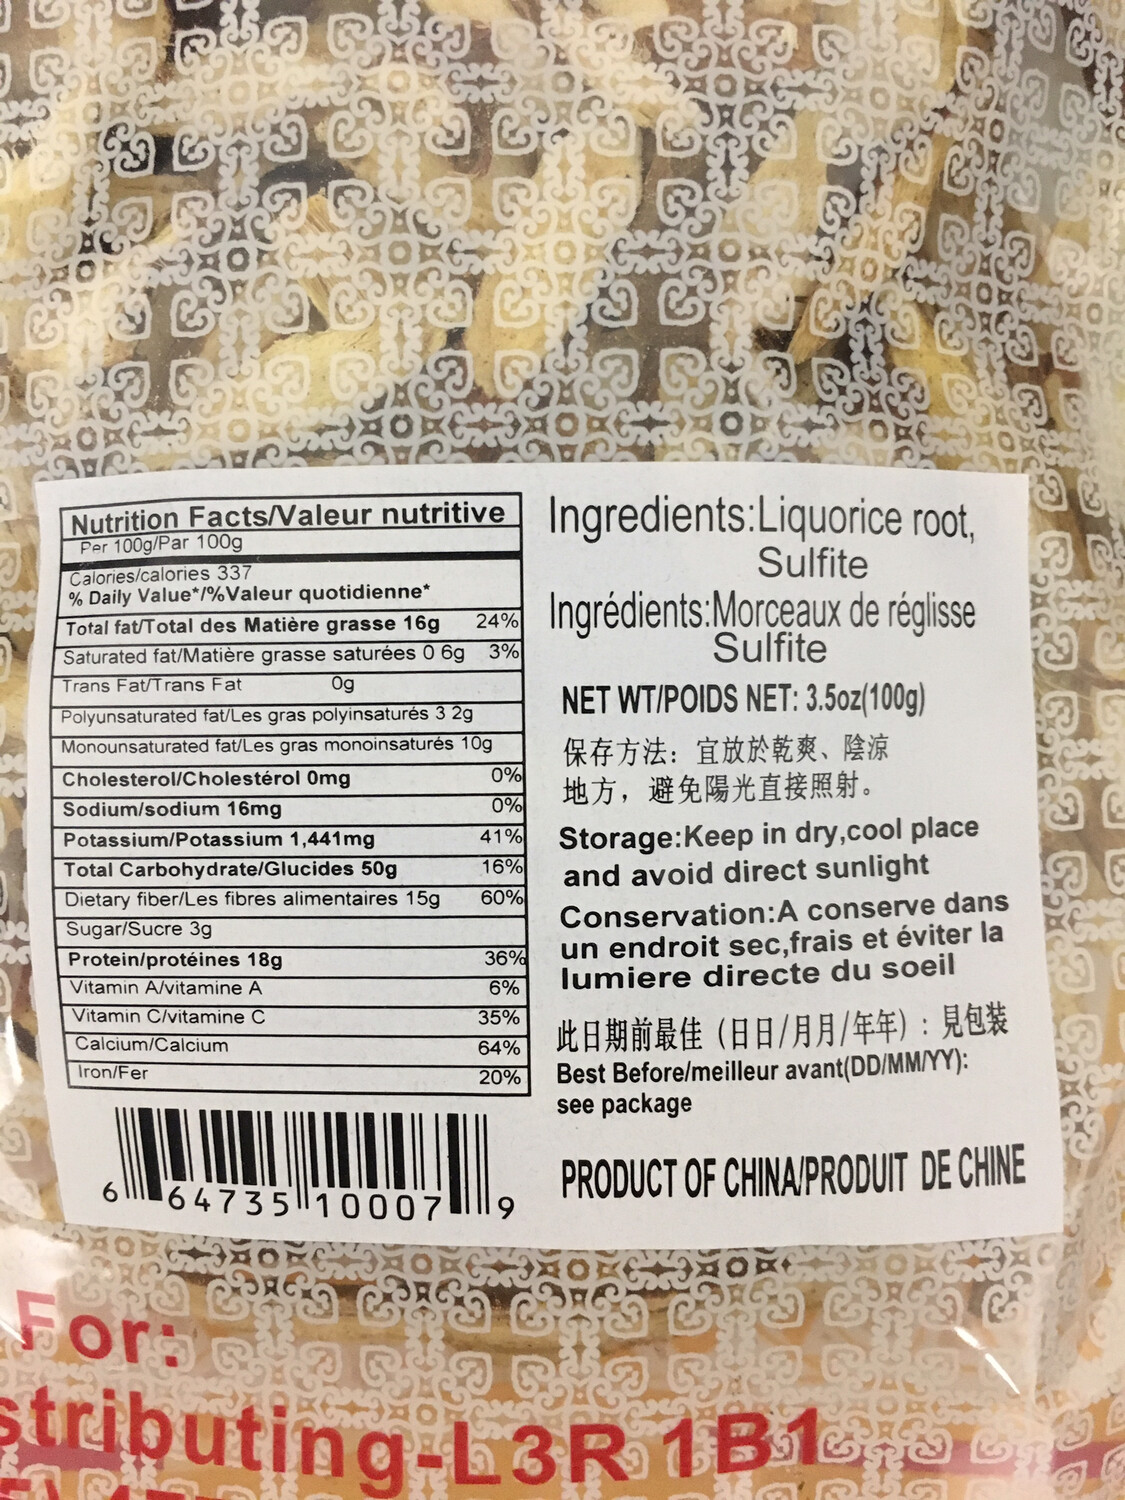 Nutrition Facts/Valeur nutritive
Per 100g/Par 100g
Calories/calories 337
% Daily Value*/%Valeur quotidienne*
Total fat/Total des Matière grasse 16g 24%
Saturated fat/Matière grasse saturées 0 6g 3%
Trans Fat/Trans Fat 0g
Polyunsaturated fat/Les gras polyinsaturés 3 2g
Monounsaturated fat/Les gras monoinsaturés 10g
Cholesterol/Cholestérol 0mg 0%
Sodium/sodium 16mg 0%
Potassium/Potassium 1,441mg 41%
Total Carbohydrate/Glucides 50g 16%
Dietary fiber/Les fibres alimentaires 15g 60%
Sugar/Sucre 3g
Protein/protéines 18g 36%
Vitamin A/vitamine A 6%
Vitamin C/vitamine C 35%
Calcium/Calcium 64%
Iron/Fer 20%
6 64735 10007 9
Ingredients:Liquorice root,
Sulfite
Ingrédients:Morceaux de réglisse
Sulfite
NET WT/POIDS NET: 3.5oz(100g)
保存方法：宜放於乾爽、陰涼
地方，避免陽光直接照射。
Storage:Keep in dry,cool place
and avoid direct sunlight
Conservation:A conserve dans
un endroit sec,frais et éviter la
lumiere directe du soeil
此日期前最佳（日日/月月/年年）：見包装
Best Before/meilleur avant(DD/MM/YY):
see package
PRODUCT OF CHINA/PRODUIT DE CHINE
For:
stributing-L3R 1B1